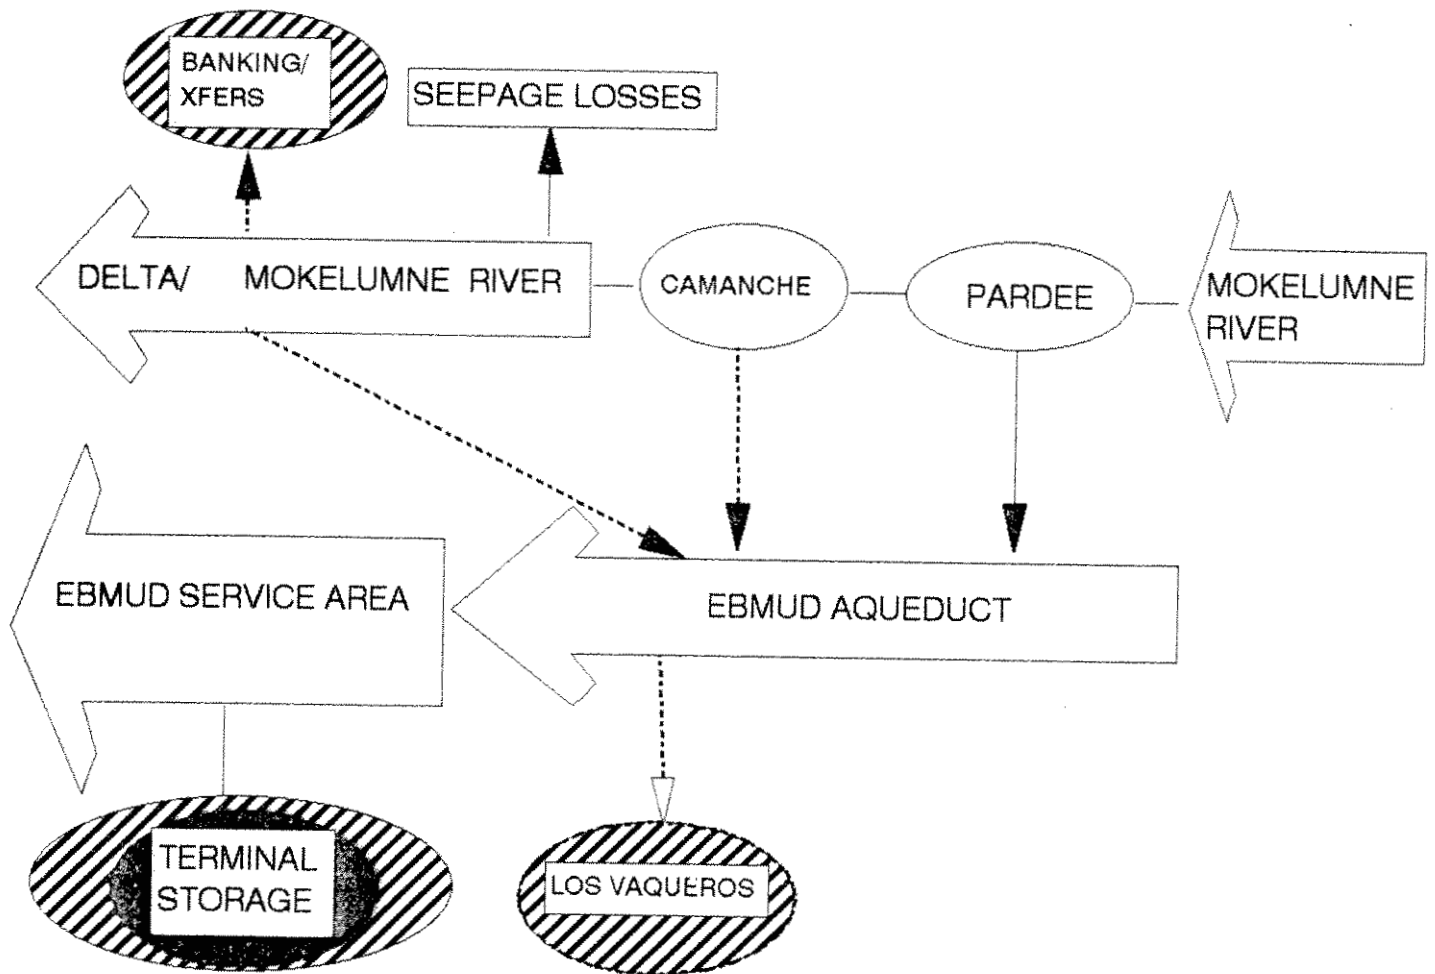 BANKING/
XFERS
SEEPAGE LOSSES
DELTA/ MOKELUMNE RIVER
CAMANCHE
PARDEE
MOKELUMNE
RIVER
EBMUD SERVICE AREA
EBMUD AQUEDUCT
TERMINAL
STORAGE
LOS VAQUEROS